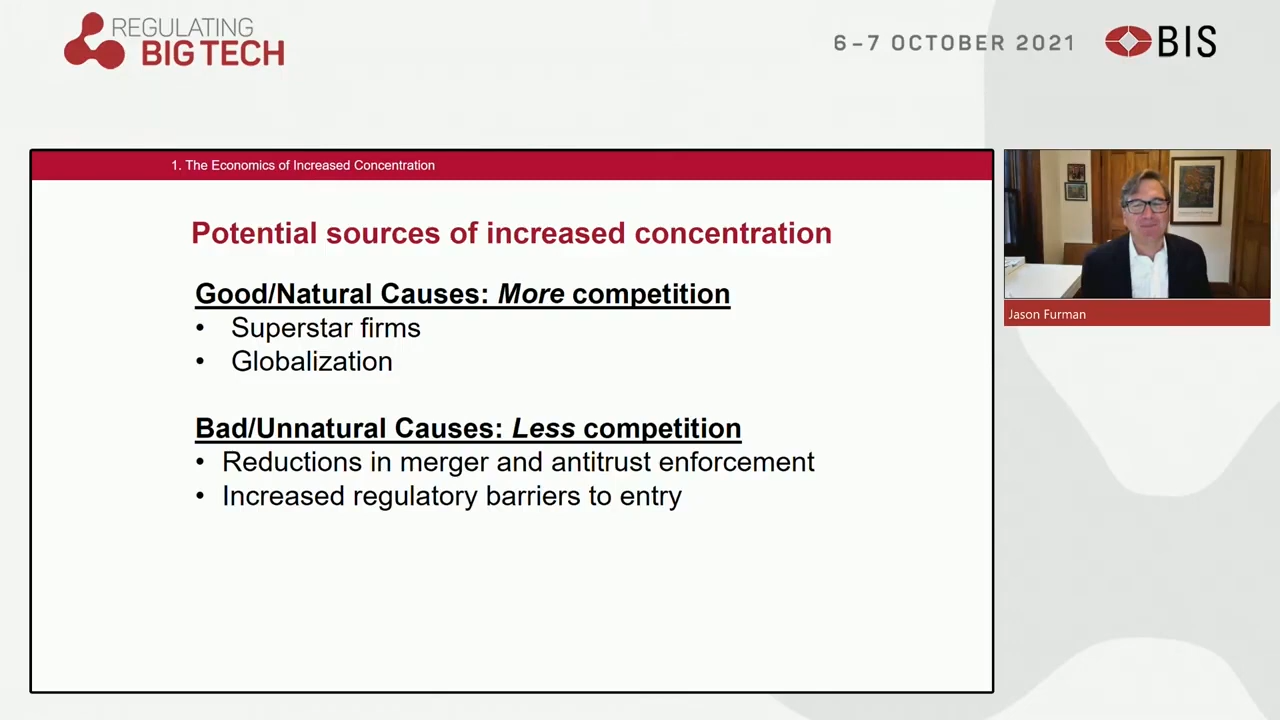 REGULATING
BIG TECH
6–7 OCTOBER 2021
BIS
1. The Economics of Increased Concentration
Potential sources of increased concentration
Good/Natural Causes: More competition
• Superstar firms
• Globalization
Bad/Unnatural Causes: Less competition
• Reductions in merger and antitrust enforcement
• Increased regulatory barriers to entry
Jason Furman